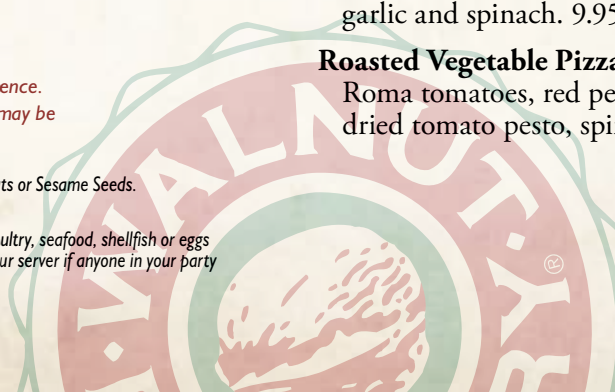 garlic and spinach. 9.95
Roasted Vegetable Pizza
Roma tomatoes, red pe
dried tomato pesto, spi
ence.
may be
ts or Sesame Seeds.
ultry, seafood, shellfish or eggs
ur server if anyone in your party
WALNUT
RY®